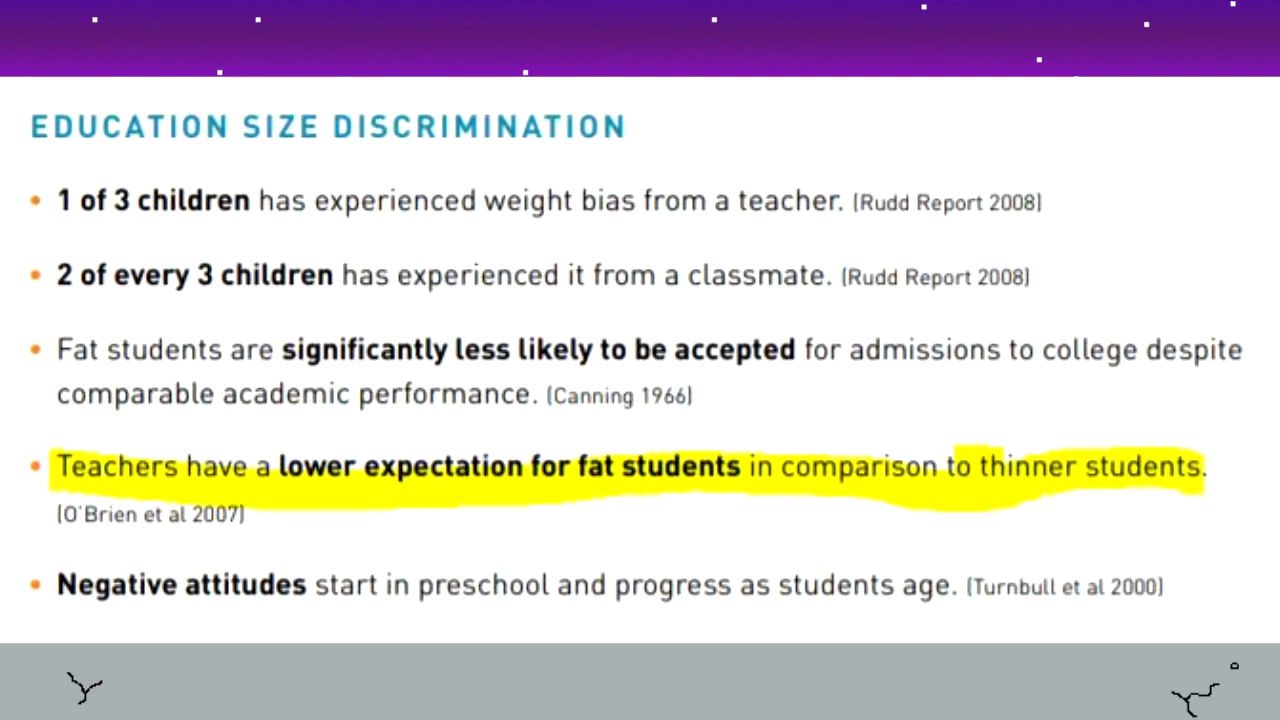 EDUCATION SIZE DISCRIMINATION
• 1 of 3 children has experienced weight bias from a teacher. (Rudd Report 2008)
• 2 of every 3 children has experienced it from a classmate. (Rudd Report 2008)
• Fat students are significantly less likely to be accepted for admissions to college despite
comparable academic performance. (Canning 1966)
• Teachers have a lower expectation for fat students in comparison to thinner students.
(O'Brien et al 2007)
• Negative attitudes start in preschool and progress as students age. (Turnbull et al 2000)